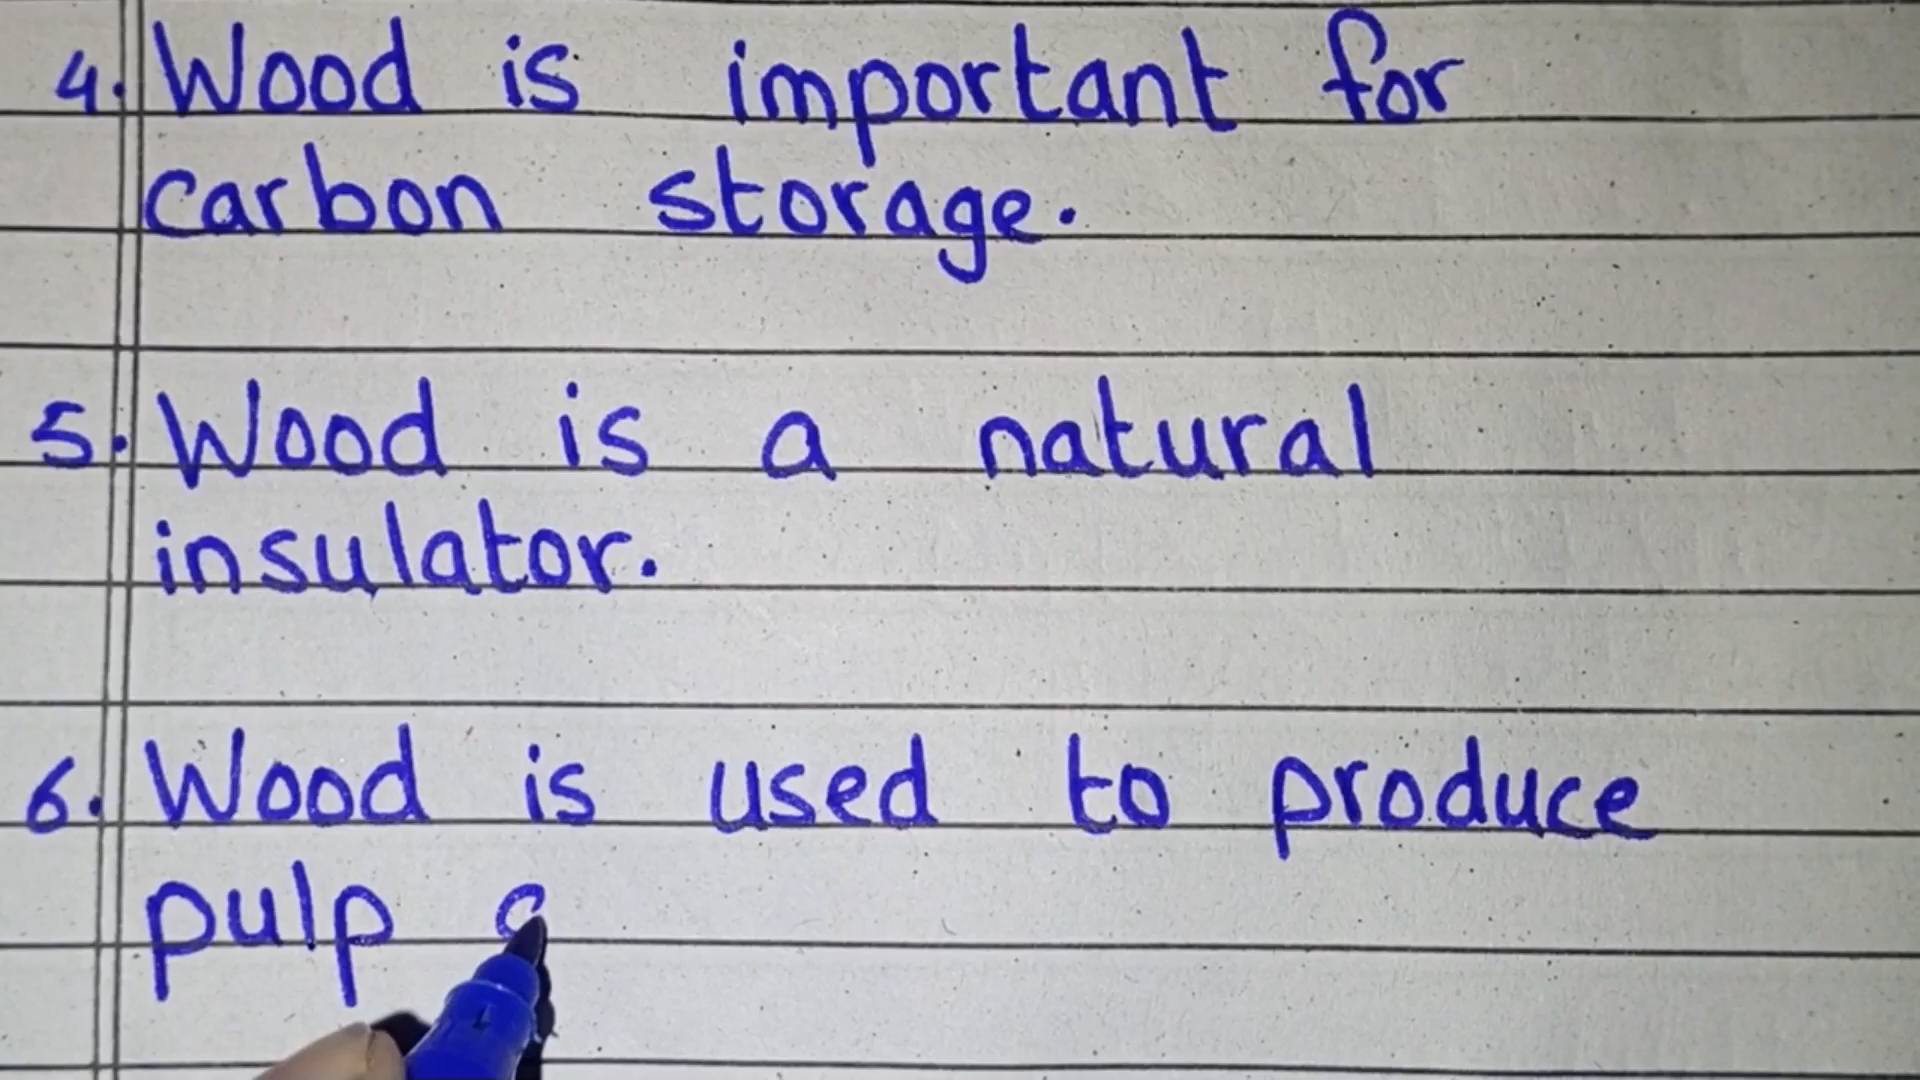 4. Wood is important for
carbon storage.
5. Wood is a natural
insulator.
6. Wood is used to produce
pulp